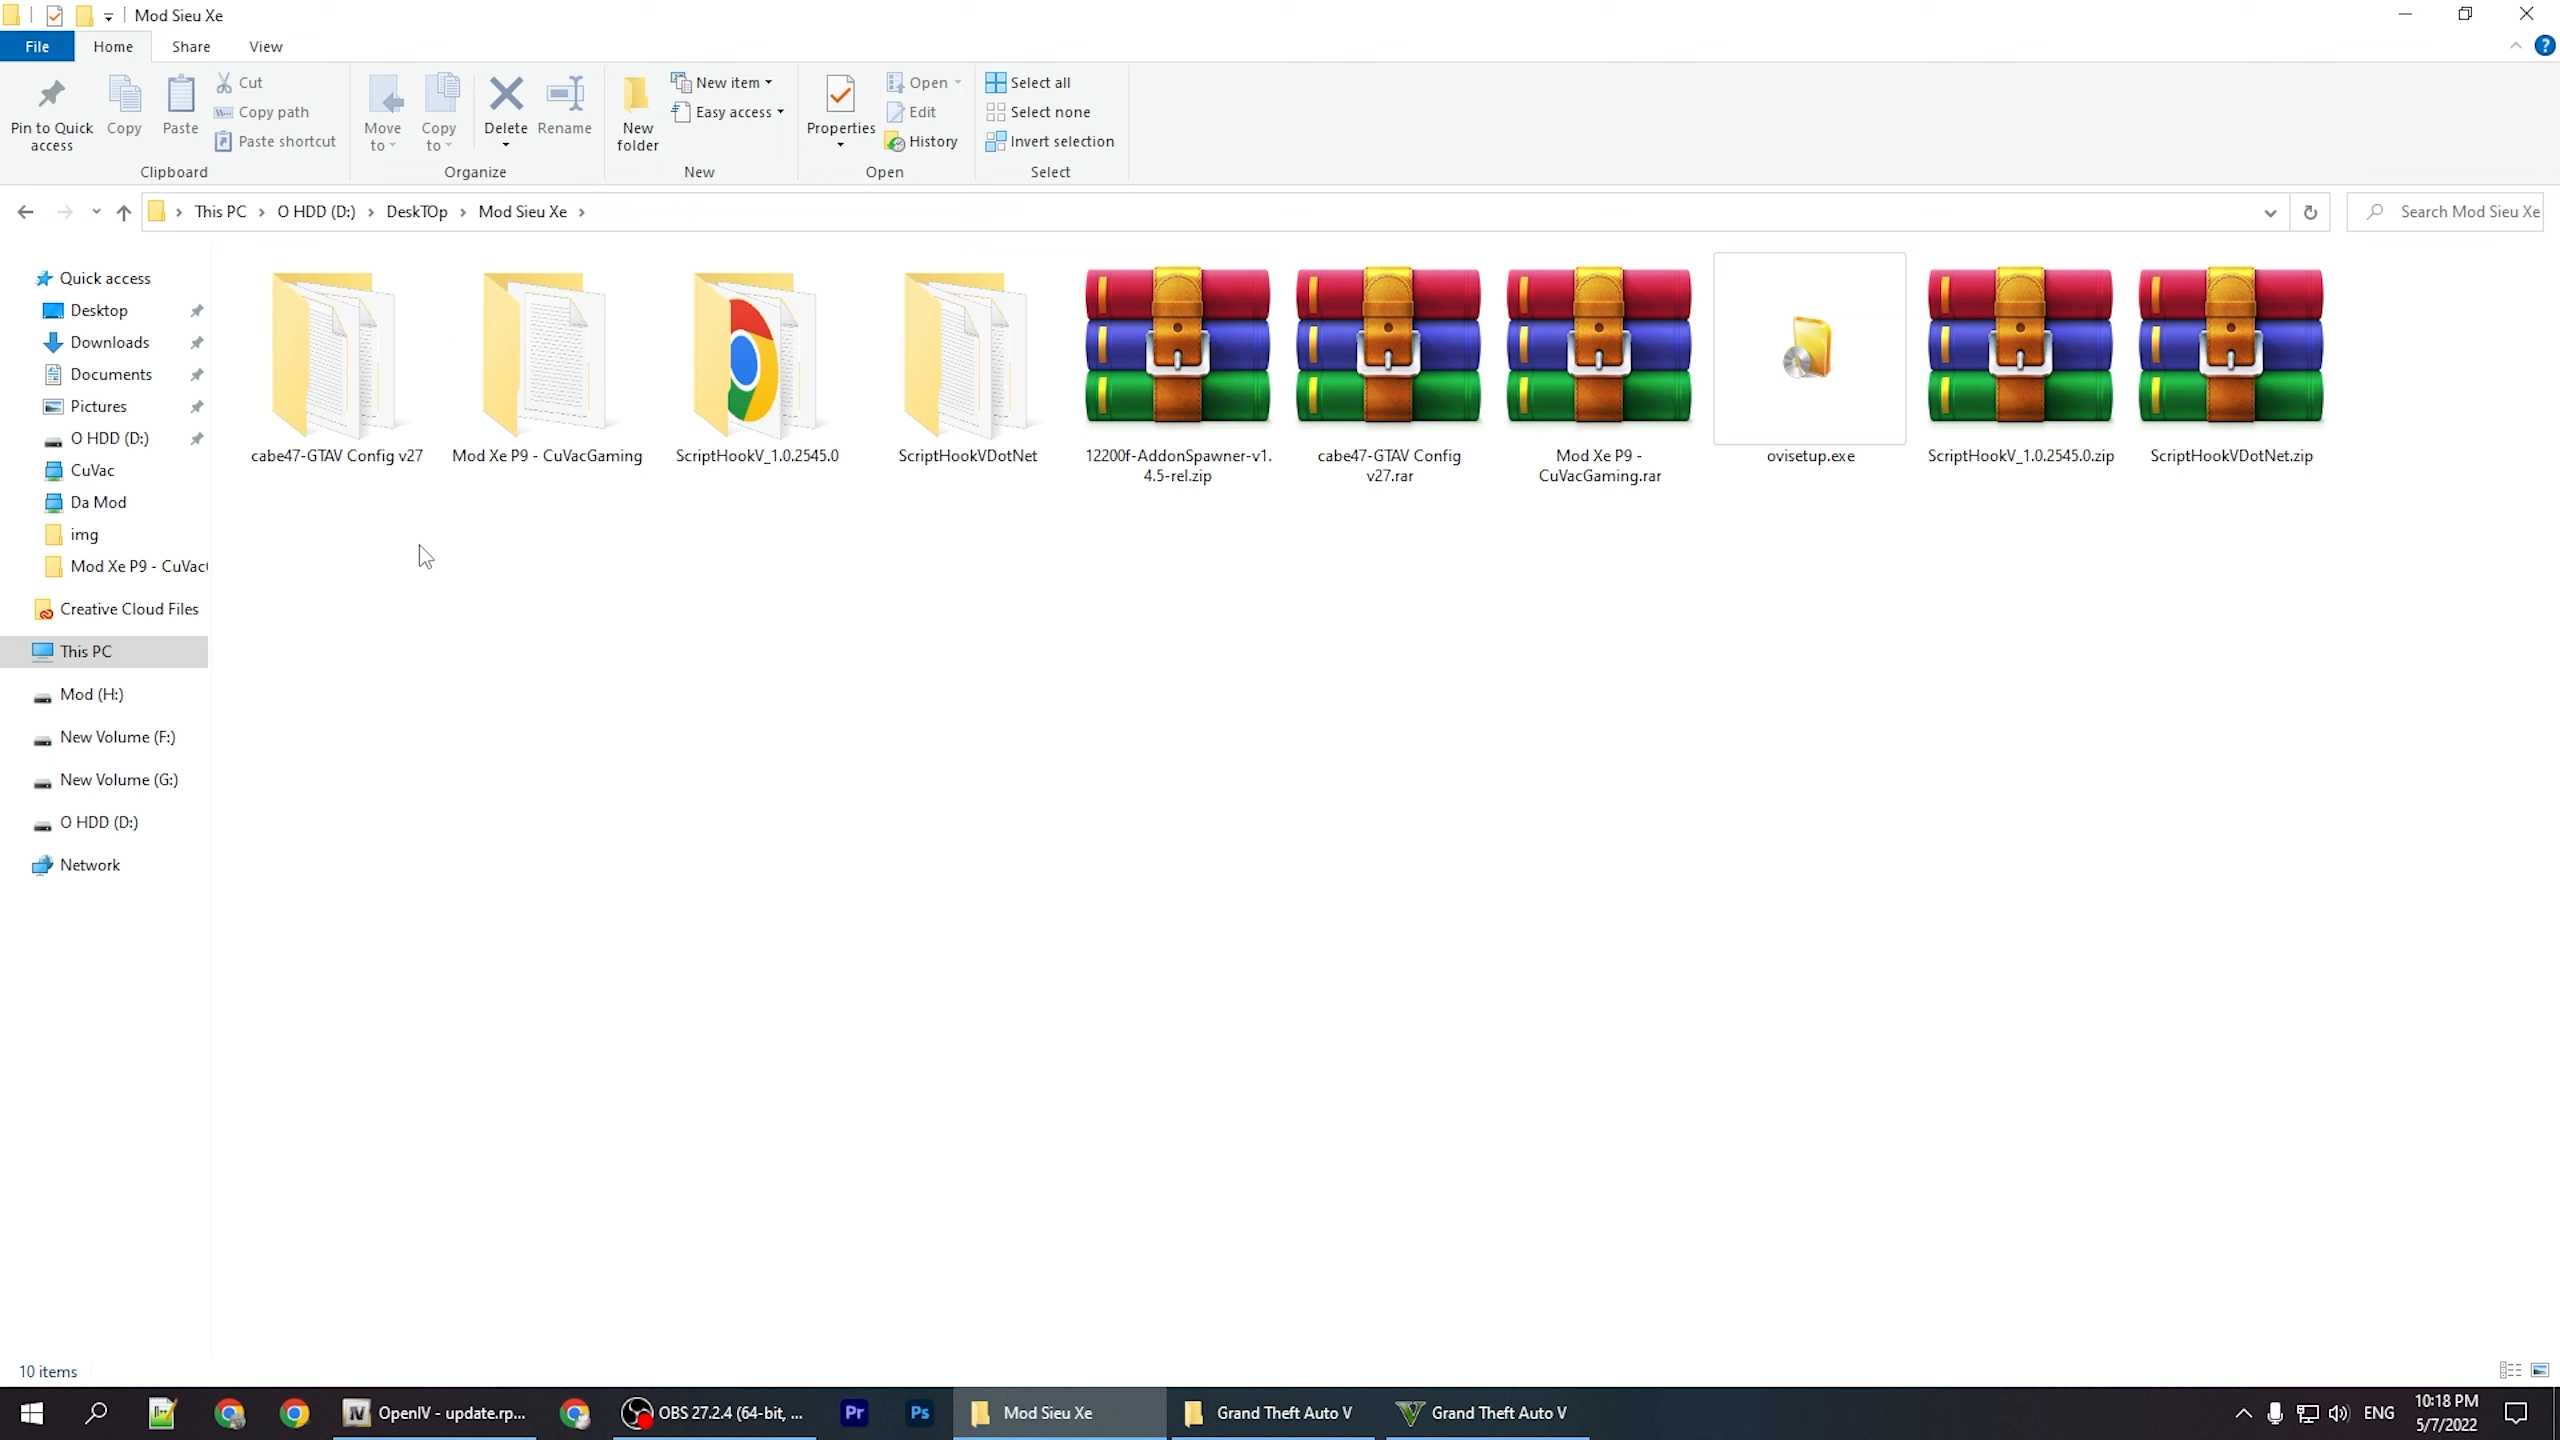 Mod Sieu Xe
File Home Share View
Pin to Quick access
Copy
Paste
Cut
Copy path
Paste shortcut
Clipboard
Move to
Copy to
Delete
Rename
Organize
New folder
New item
Easy access
New
Properties
Open
Edit
History
Open
Select all
Select none
Invert selection
Select
This PC > O HDD (D:) > DeskTOp > Mod Sieu Xe >
Search Mod Sieu Xe
Quick access
Desktop
Downloads
Documents
Pictures
O HDD (D:)
CuVac
Da Mod
img
Mod Xe P9 - CuVac
Creative Cloud Files
This PC
Mod (H:)
New Volume (F:)
New Volume (G:)
O HDD (D:)
Network
cabe47-GTAV Config v27
Mod Xe P9 - CuVacGaming
ScriptHookV_1.0.2545.0
ScriptHookVDotNet
12200f-AddonSpawner-v1.
4.5-rel.zip
cabe47-GTAV Config
v27.rar
Mod Xe P9 -
CuVacGaming.rar
ovisetup.exe
ScriptHookV_1.0.2545.0.zip
ScriptHookVDotNet.zip
10 items
OpenIV - update.rp...
OBS 27.2.4 (64-bit, ...
Pr
Ps
Mod Sieu Xe
Grand Theft Auto V
Grand Theft Auto V
ENG
10:18 PM
5/7/2022